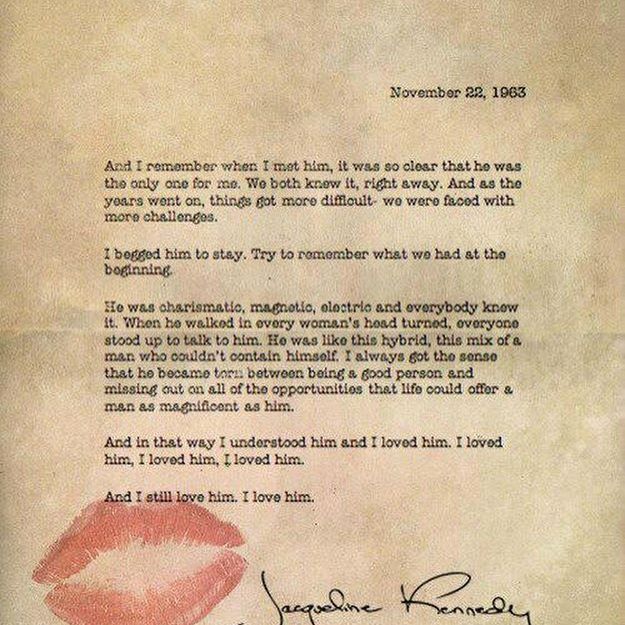 November 22, 1963
And I remember when I met him, it was so clear that he was
the only one for me. We both knew it, right away. And as the
years went on, things got more difficult- we were faced with
more challenges.
I begged him to stay. Try to remember what we had at the
beginning.
He was charismatic, magnetic, electric and everybody knew
it. When he walked in every woman's head turned, everyone
stood up to talk to him. He was like this hybrid, this mix of a
man who couldn't contain himself. I always got the sense
that he became torn between being a good person and
missing out on all of the opportunities that life could offer a
man as magnificent as him.
And in that way I understood him and I loved him. I loved
him, I loved him, I loved him.
And I still love him. I love him.
Jacqueline Kennedy